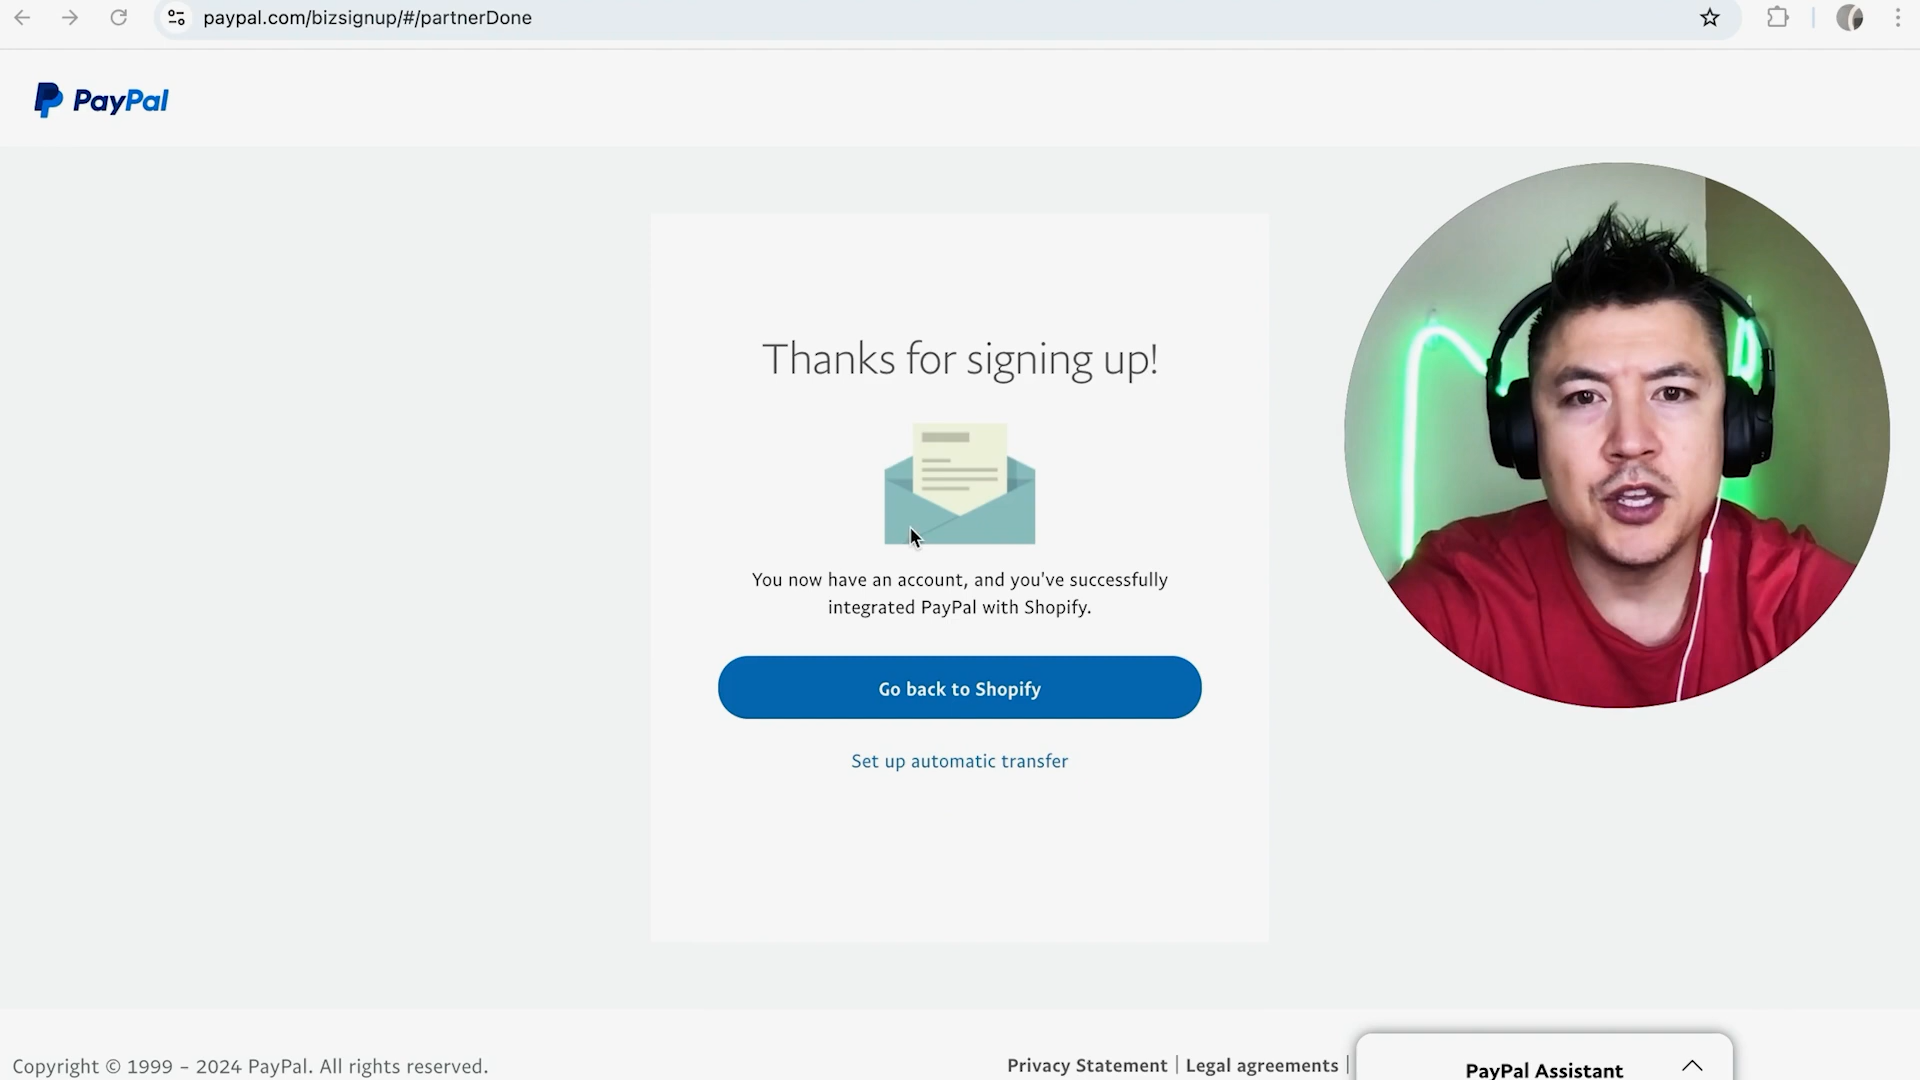 paypal.com/bizsignup/#/partnerDone
PayPal
Thanks for signing up!
You now have an account, and you've successfully
integrated PayPal with Shopify.
Go back to Shopify
Set up automatic transfer
Copyright © 1999 – 2024 PayPal. All rights reserved.
Privacy Statement | Legal agreements |
PayPal Assistant